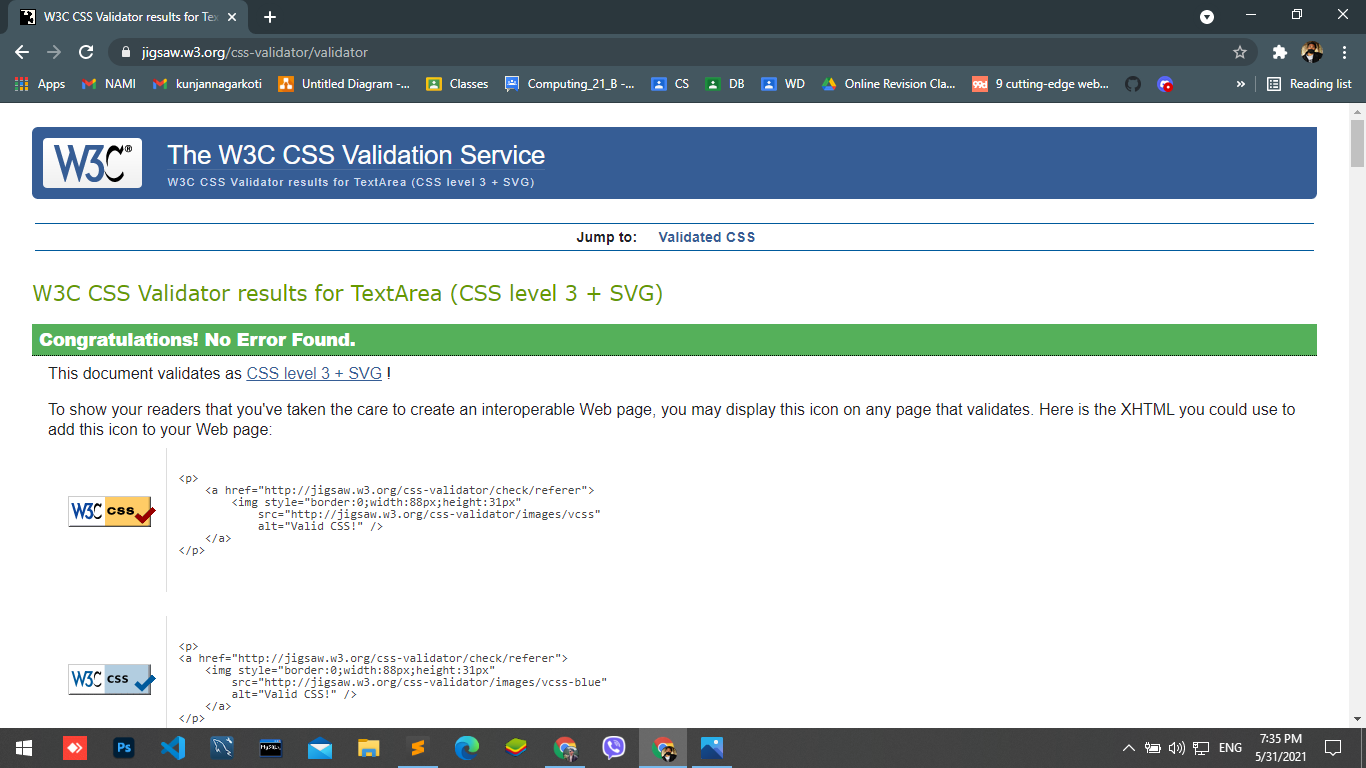 W3C CSS Validator results for Te
jigsaw.w3.org/css-validator/validator
Apps
NAMI
kunjannagarkoti
Untitled Diagram -...
Classes
Computing_21_B -...
CS
DB
WD
Online Revision Cla...
99d
9 cutting-edge web...
»
Reading list
W3C®
The W3C CSS Validation Service
W3C CSS Validator results for TextArea (CSS level 3 + SVG)
Jump to: Validated CSS
W3C CSS Validator results for TextArea (CSS level 3 + SVG)
Congratulations! No Error Found.
This document validates as CSS level 3 + SVG !
To show your readers that you've taken the care to create an interoperable Web page, you may display this icon on any page that validates. Here is the XHTML you could use to
add this icon to your Web page:
W3C css
<p>
<a href="http://jigsaw.w3.org/css-validator/check/referer">
<img style="border:0;width:88px;height:31px"
src="http://jigsaw.w3.org/css-validator/images/vcss"
alt="Valid CSS!" />
</a>
</p>
W3C css
<p>
<a href="http://jigsaw.w3.org/css-validator/check/referer">
<img style="border:0;width:88px;height:31px"
src="http://jigsaw.w3.org/css-validator/images/vcss-blue"
alt="Valid CSS!" />
</a>
</p>
Ps
MySQL
ENG
7:35 PM
5/31/2021